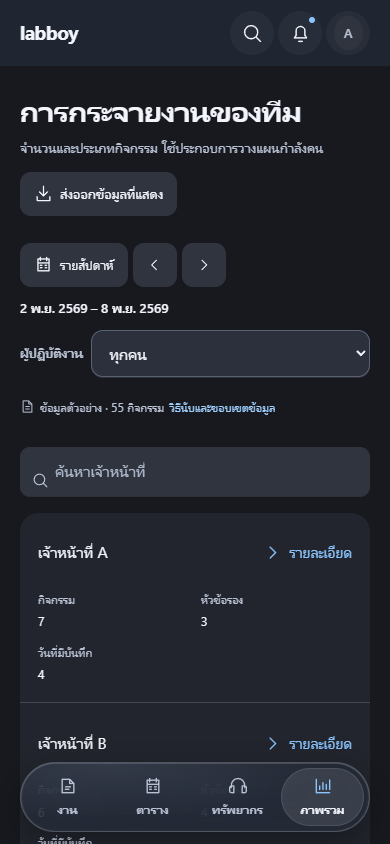 labboy
A
การกระจายงานของทีม
จำนวนและประเภทกิจกรรม ใช้ประกอบการวางแผนกำลังคน
ส่งออกข้อมูลที่แสดง
รายสัปดาห์
2 พ.ย. 2569 – 8 พ.ย. 2569
ผู้ปฏิบัติงาน ทุกคน
ข้อมูลตัวอย่าง · 55 กิจกรรม วิธีนับและขอบเขตข้อมูล
ค้นหาเจ้าหน้าที่
เจ้าหน้าที่ A รายละเอียด
กิจกรรม หัวข้อรอง
7 3
วันที่มีบันทึก
4
เจ้าหน้าที่ B รายละเอียด
งาน ตาราง ทรัพยากร ภาพรวม
วันที่มีบันทึก